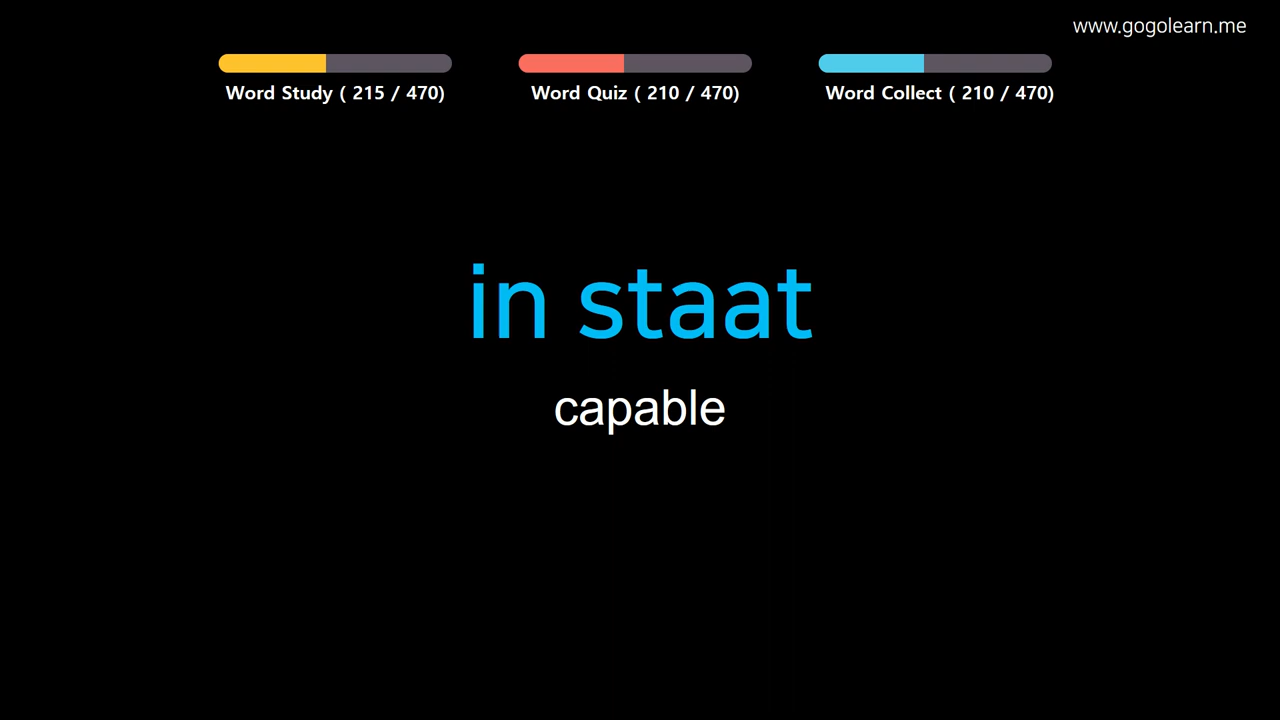 www.gogolearn.me
Word Study ( 215 / 470)
Word Quiz ( 210 / 470)
Word Collect ( 210 / 470)
in staat
capable